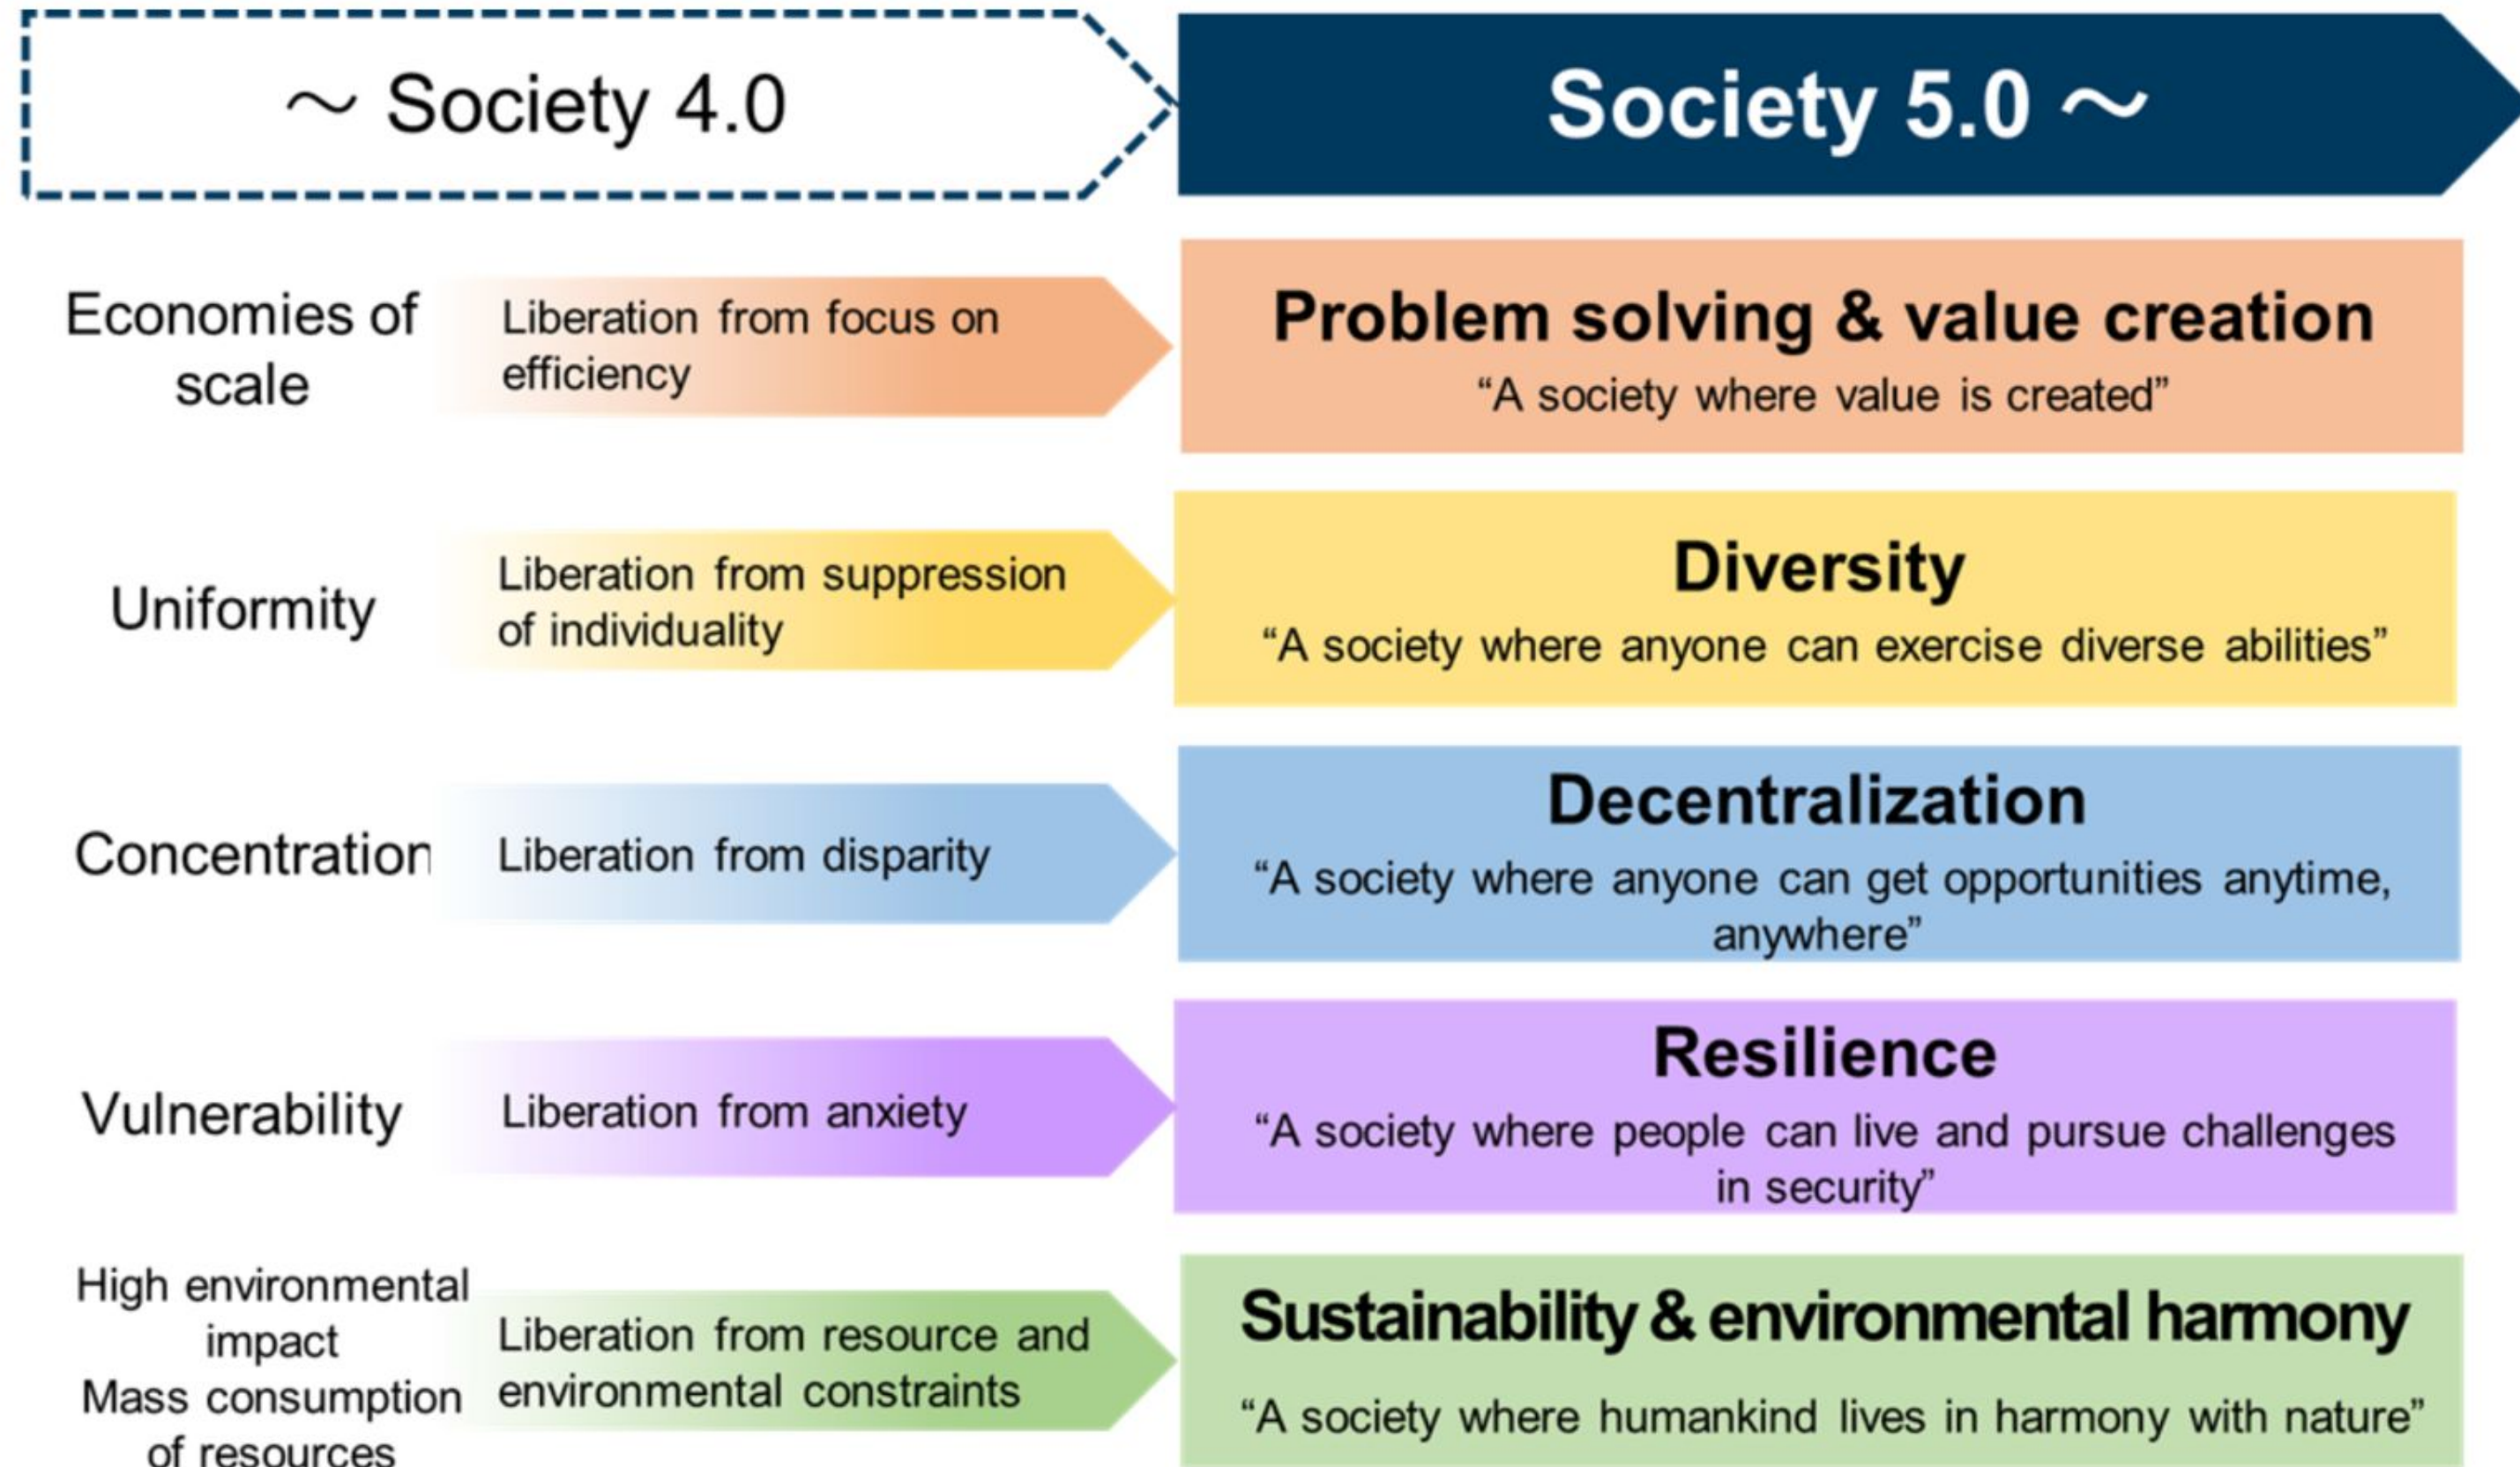 ～ Society 4.0
Society 5.0 ～
Economies of
scale
Liberation from focus on
efficiency
Problem solving & value creation
“A society where value is created”
Uniformity
Liberation from suppression
of individuality
Diversity
“A society where anyone can exercise diverse abilities”
Concentration
Liberation from disparity
Decentralization
“A society where anyone can get opportunities anytime,
anywhere”
Vulnerability
Liberation from anxiety
Resilience
“A society where people can live and pursue challenges
in security”
High environmental
impact
Mass consumption
of resources
Liberation from resource and
environmental constraints
Sustainability & environmental harmony
“A society where humankind lives in harmony with nature”